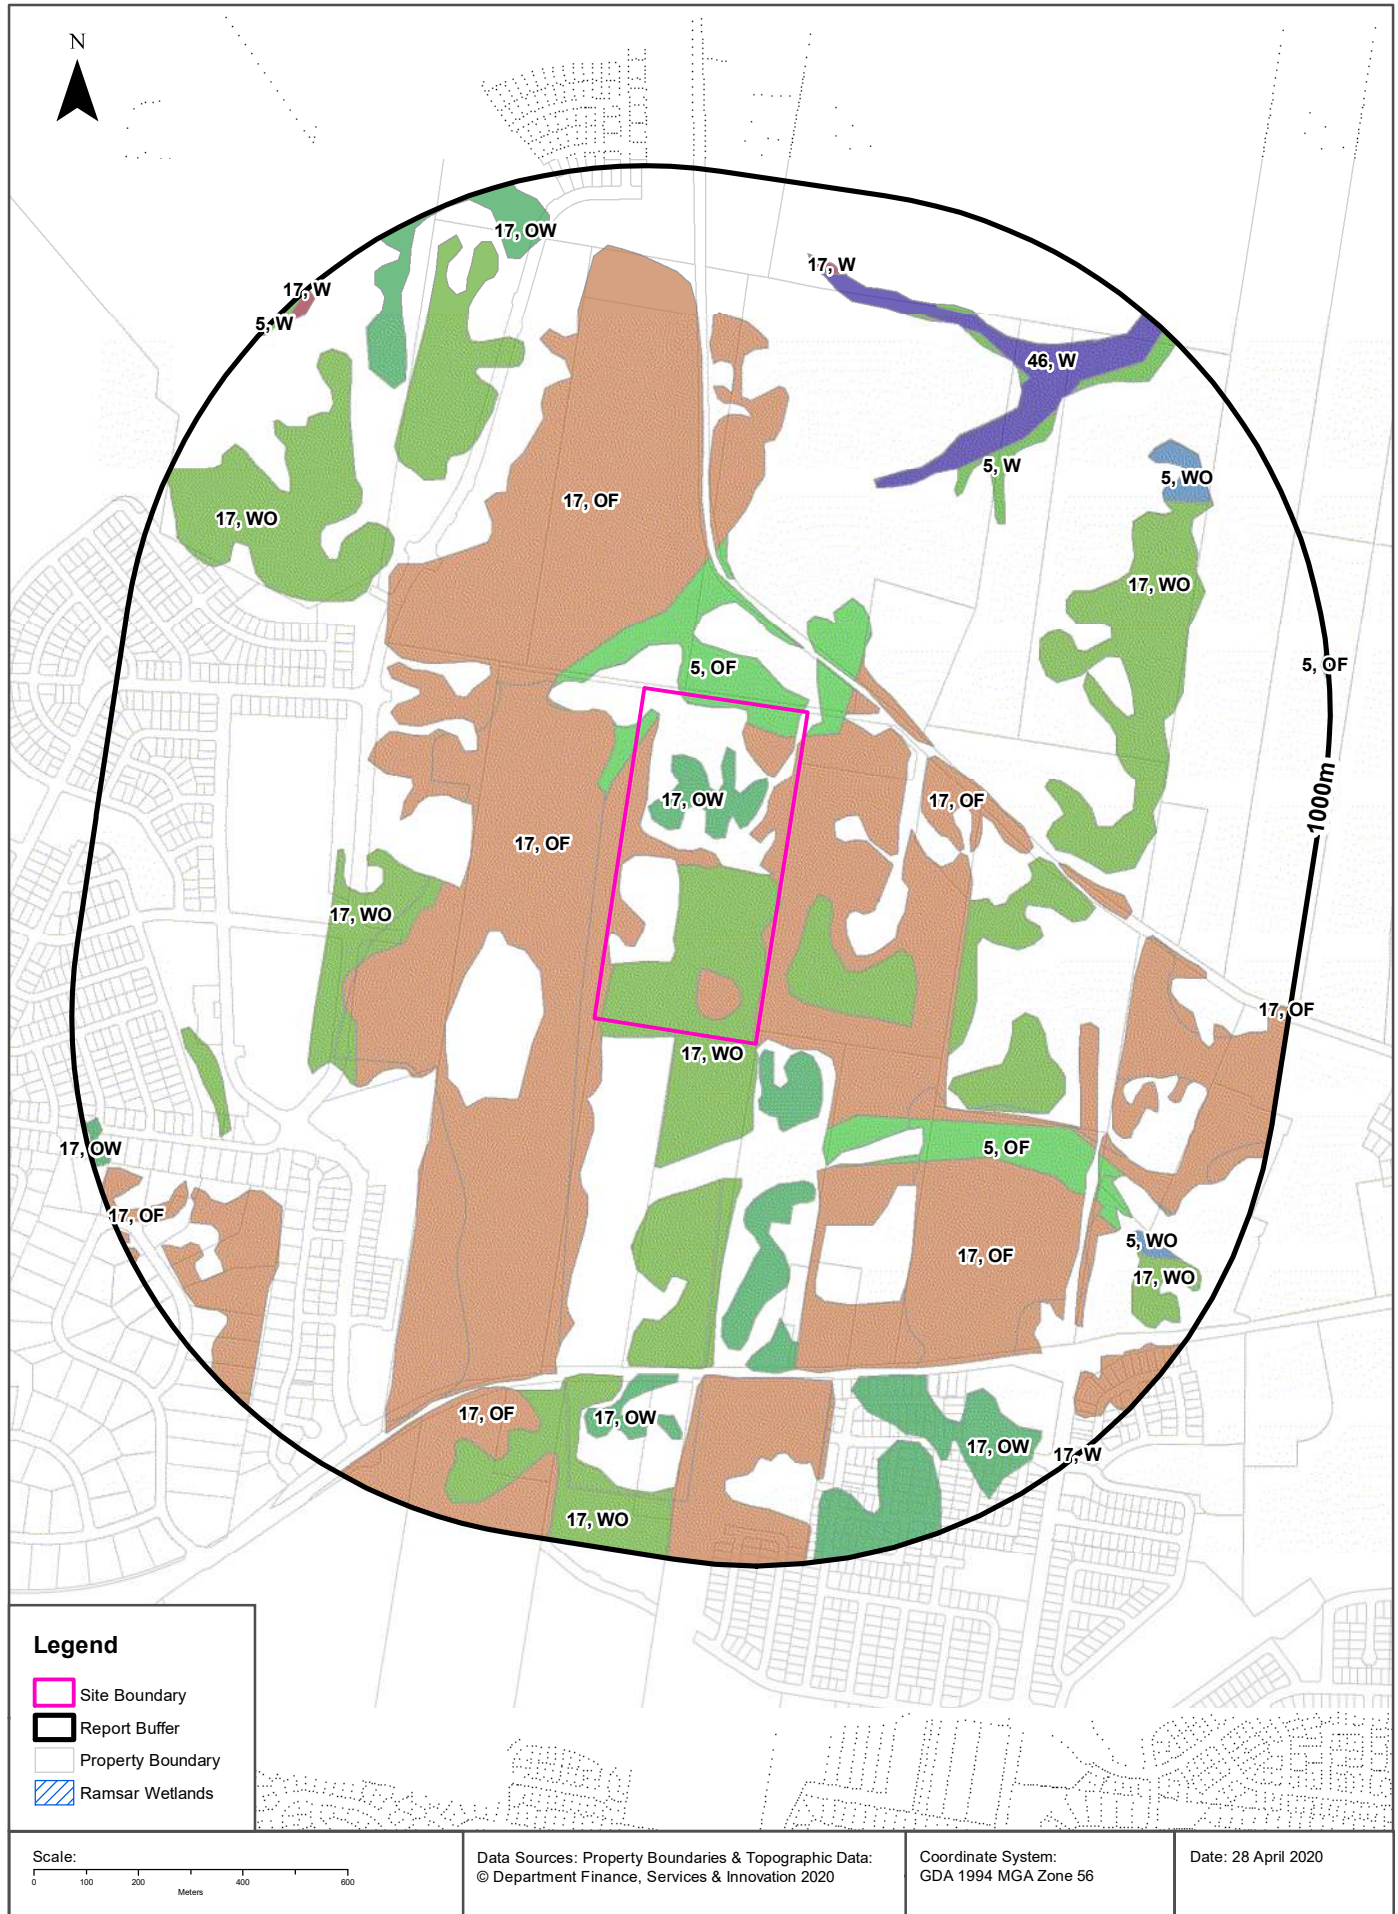 N
17, OW
17, W
17, W
5, W
46, W
5, W
5, WO
17, OF
17, WO
17, WO
5, OF
5, OF
17, OW
17, OF
1000m
17, OF
17, WO
17, OF
17, WO
17, OW
5, OF
17, OF
5, WO
17, OF
17, WO
17, OF
17, OW
17, OW
17, W
17, WO
Legend
Site Boundary
Report Buffer
Property Boundary
Ramsar Wetlands
Scale:
0 100 200 400 600
Meters
Data Sources: Property Boundaries & Topographic Data:
© Department Finance, Services & Innovation 2020
Coordinate System:
GDA 1994 MGA Zone 56
Date: 28 April 2020